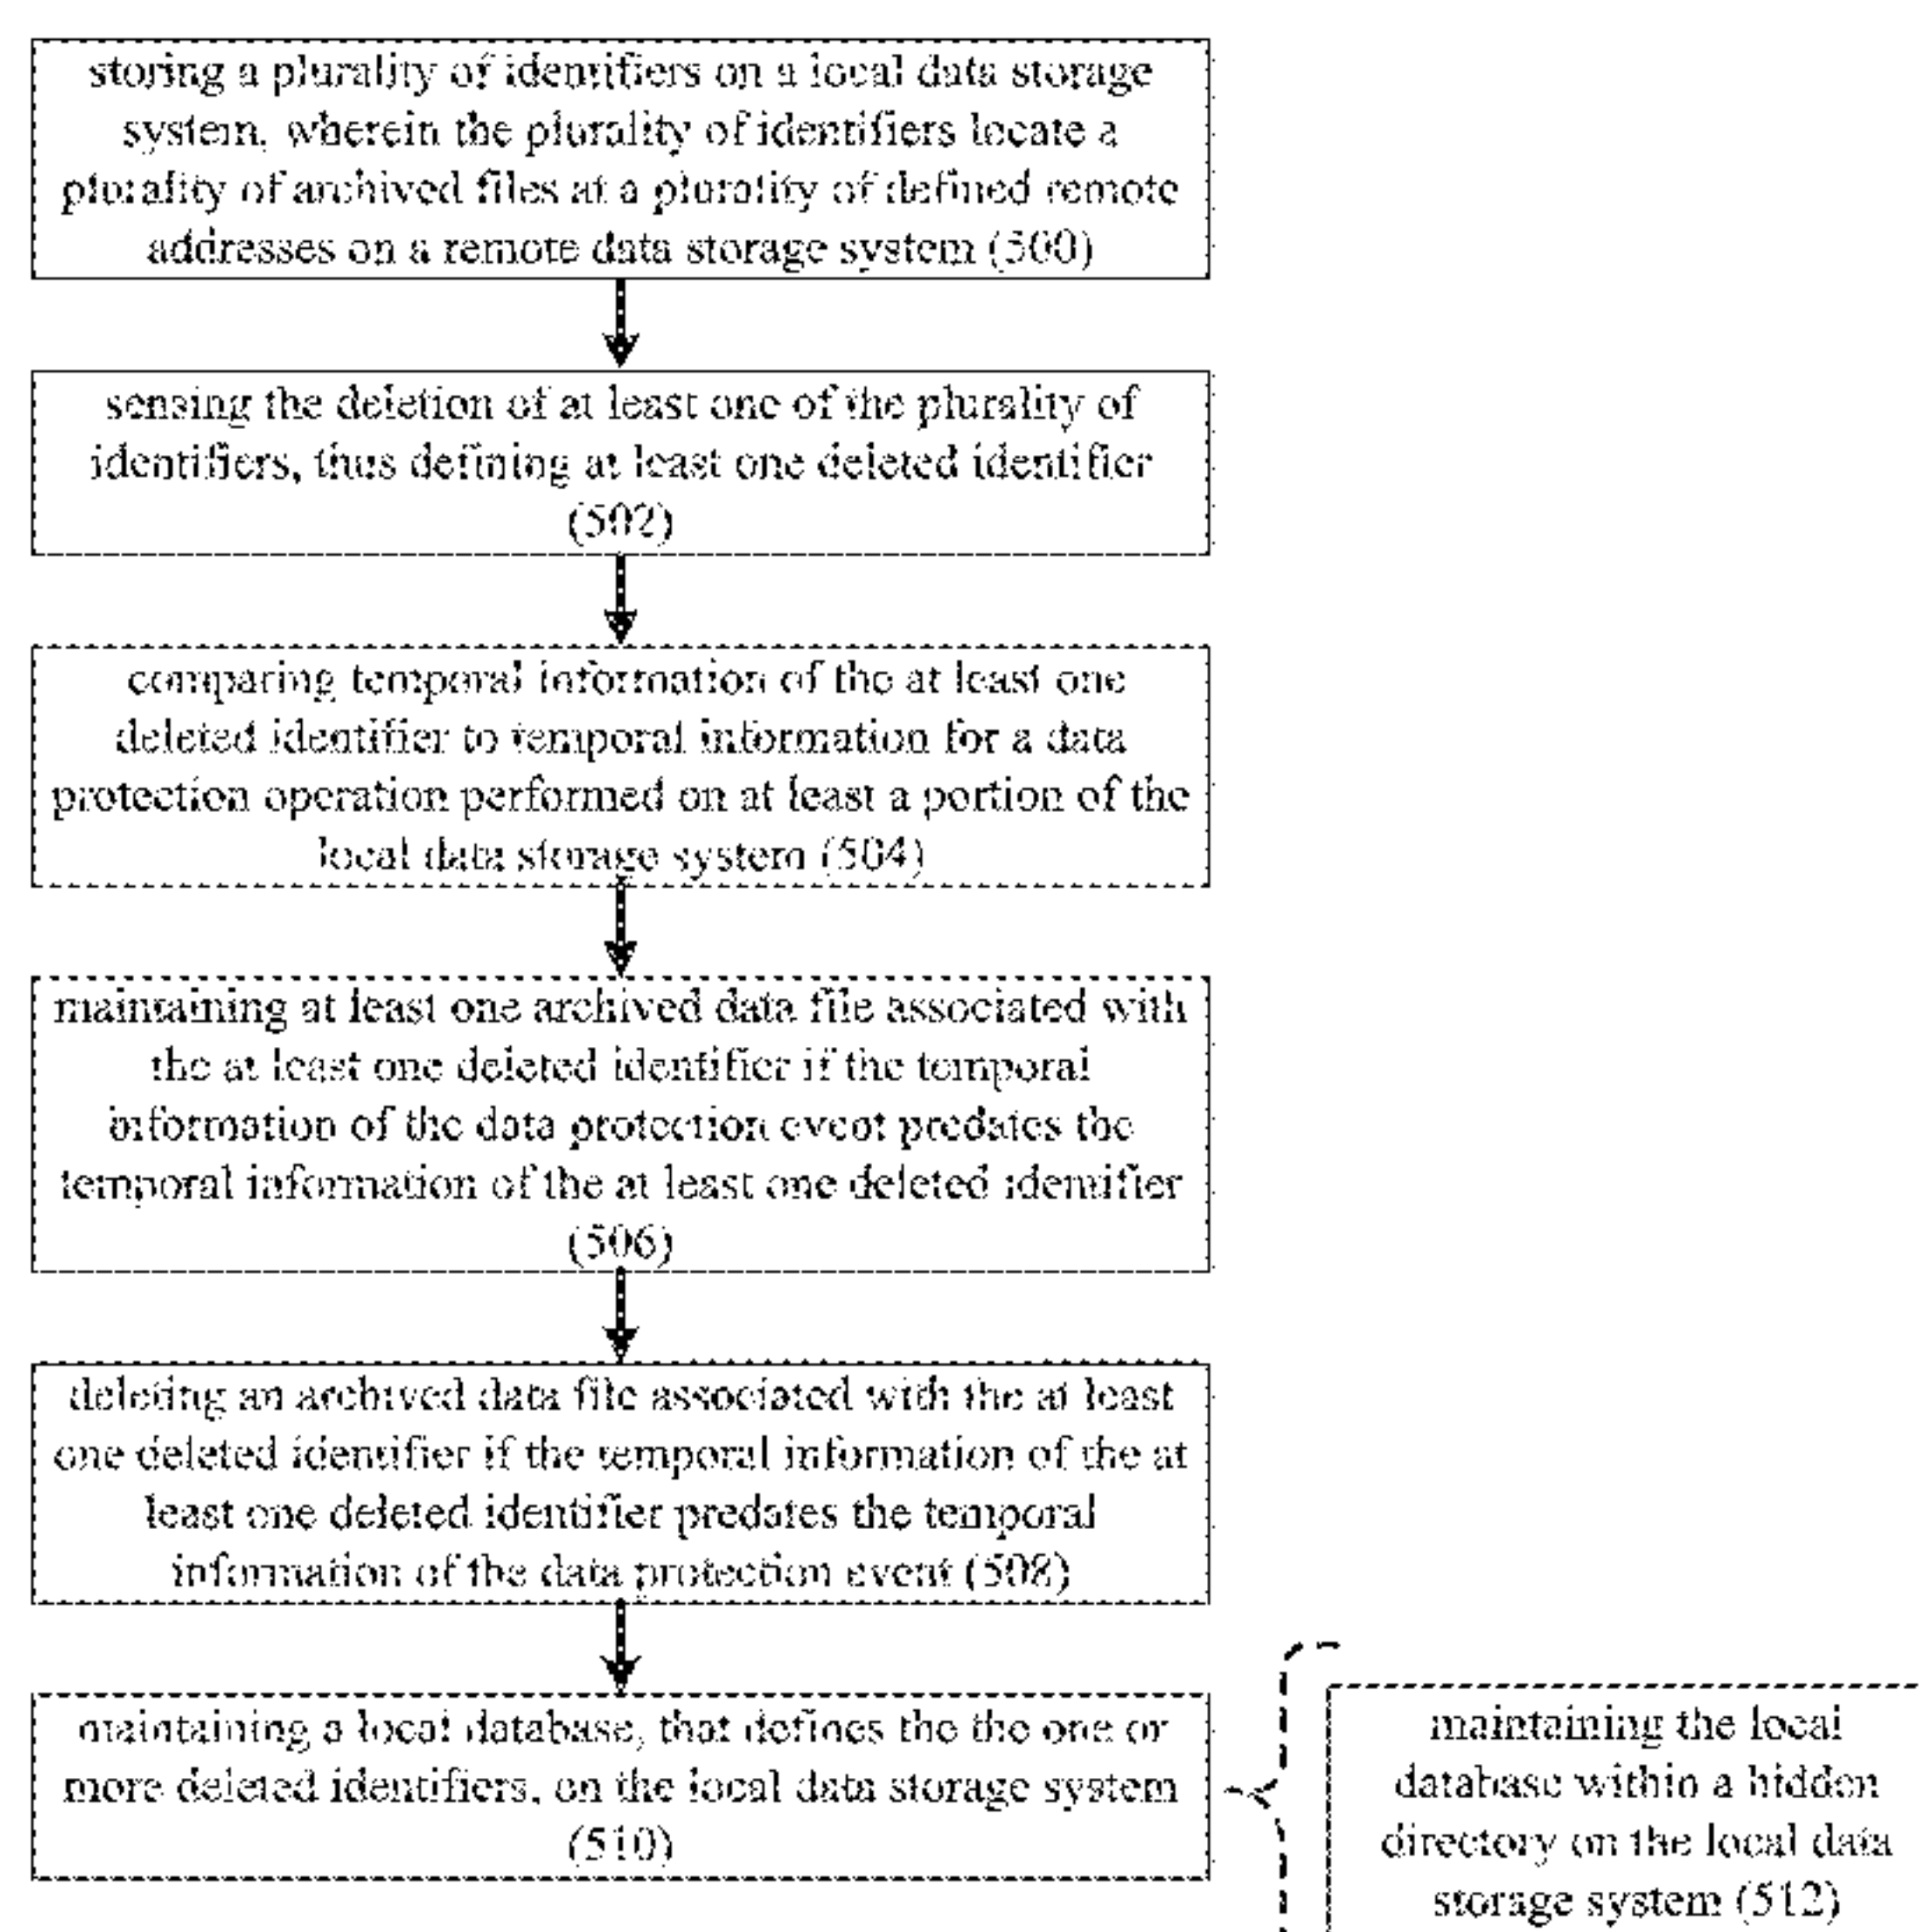 storing a plurality of identifiers on a local data storage
system, wherein the plurality of identifiers locate a
plurality of archived files at a plurality of defined remote
addresses on a remote data storage system (500)
sensing the deletion of at least one of the plurality of
identifiers, thus defining at least one deleted identifier
(502)
comparing temporal information of the at least one
deleted identifier to temporal information for a data
protection operation performed on at least a portion of the
local data storage system (504)
maintaining at least one archived data file associated with
the at least one deleted identifier if the temporal
information of the data protection event predates the
temporal information of the at least one deleted identifier
(506)
deleting an archived data file associated with the at least
one deleted identifier if the temporal information of the at
least one deleted identifier predates the temporal
information of the data protection event (508)
maintaining a local database, that defines the the one or
more deleted identifiers, on the local data storage system
(510)
maintaining the local
database within a hidden
directory on the local data
storage system (512)